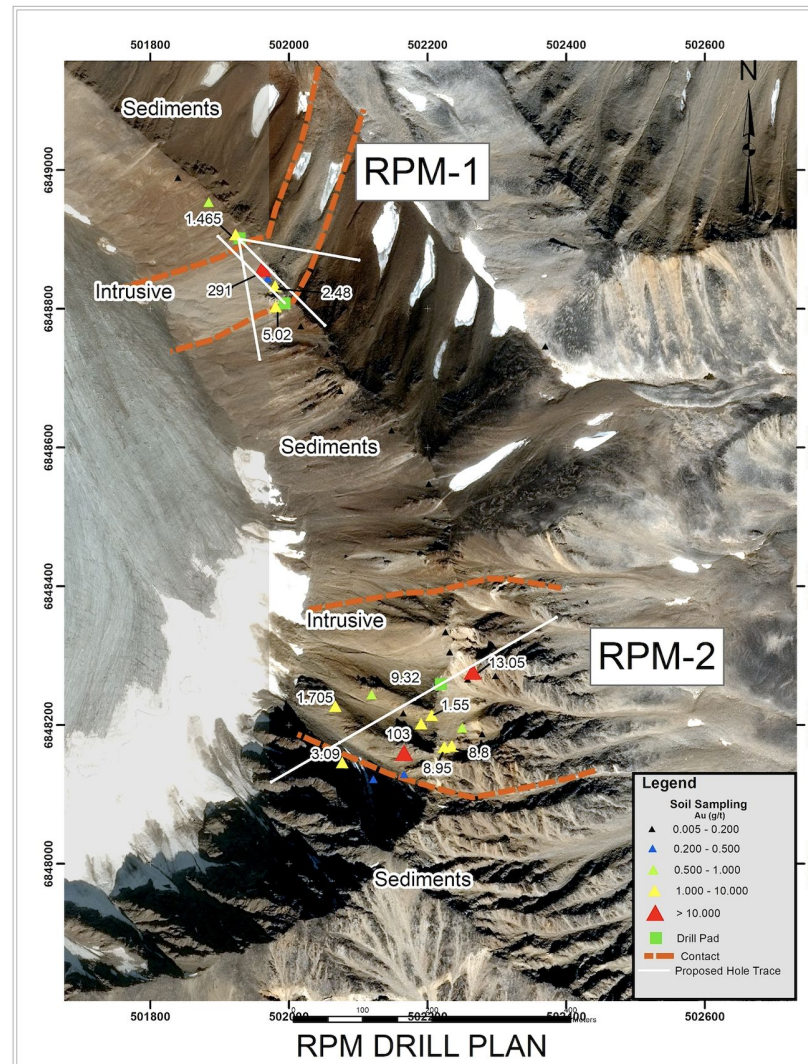 501800
502000
502200
502400
502600
N
Sediments
6849000
RPM-1
1.465
Intrusive
291
2.48
6848800
5.02
Sediments
6848600
6848400
Intrusive
RPM-2
13.05
9.32
1.705
1.55
6848200
103
3.09
8.95
8.8
Sediments
6848000
Legend
Soil Sampling
Au (g/t)
0.005 - 0.200
0.200 - 0.500
0.500 - 1.000
1.000 - 10.000
> 10.000
Drill Pad
Contact
Proposed Hole Trace
501800
502000
502200
502400
502600
RPM DRILL PLAN